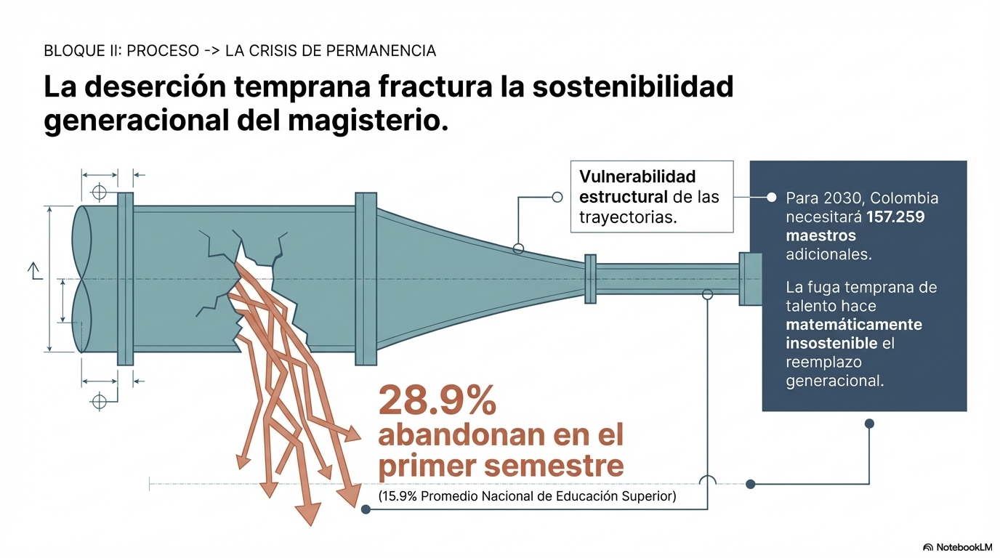 BLOQUE II: PROCESO -> LA CRISIS DE PERMANENCIA
La deserción temprana fractura la sostenibilidad
generacional del magisterio.
Vulnerabilidad
estructural de las
trayectorias.
Para 2030, Colombia
necesitará 157.259
maestros
adicionales.
La fuga temprana de
talento hace
matemáticamente
insostenible el
reemplazo
generacional.
28.9%
abandonan en el
primer semestre
(15.9% Promedio Nacional de Educación Superior)
NotebookLM